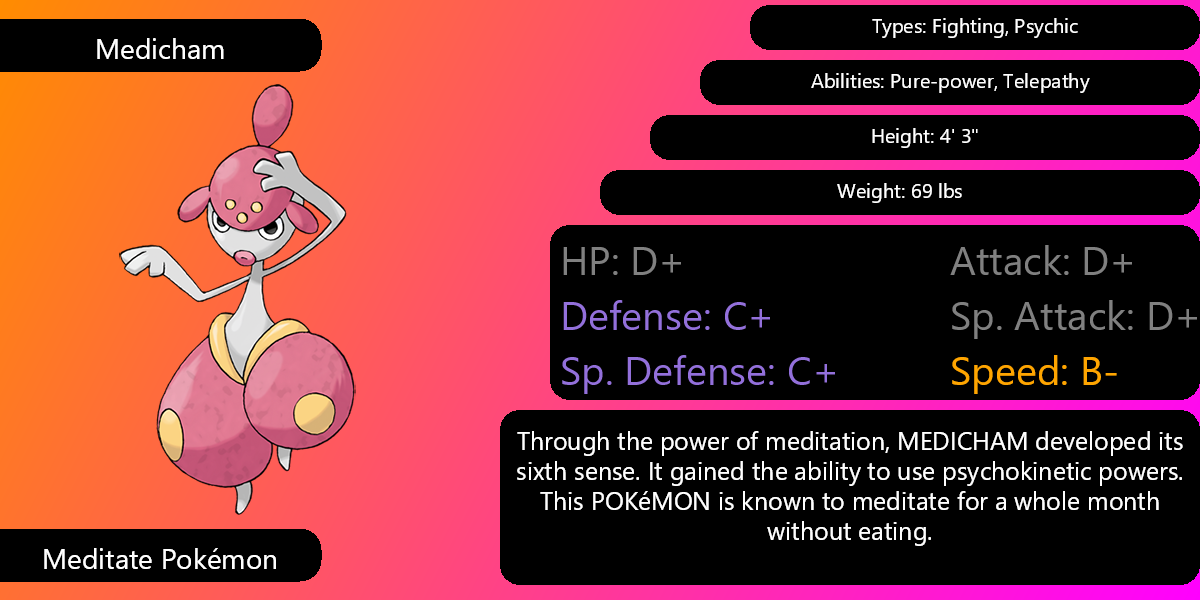 Medicham
Types: Fighting, Psychic
Abilities: Pure-power, Telepathy
Height: 4' 3"
Weight: 69 lbs
HP: D+
Attack: D+
Defense: C+
Sp. Attack: D+
Sp. Defense: C+
Speed: B-
Through the power of meditation, MEDICHAM developed its
sixth sense. It gained the ability to use psychokinetic powers.
This POKéMON is known to meditate for a whole month
without eating.
Meditate Pokémon